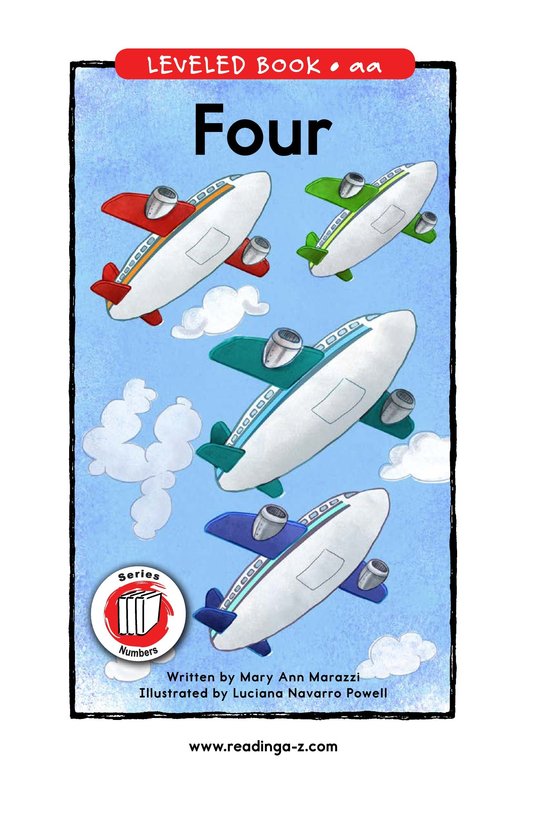 LEVELED BOOK • aa
Four
Series
Numbers
Written by Mary Ann Marazzi
Illustrated by Luciana Navarro Powell
www.readinga-z.com